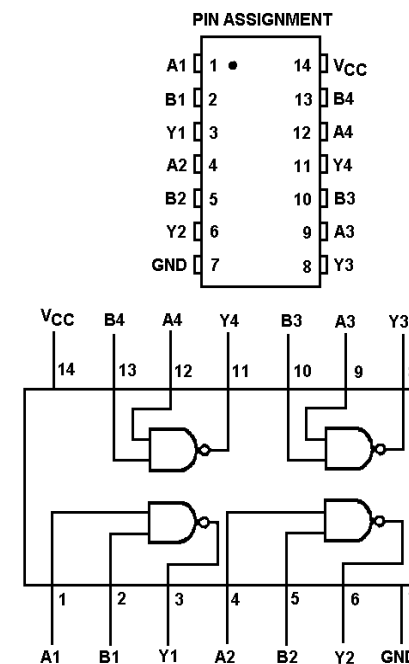 PIN ASSIGNMENT
A1 1 14 VCC
B1 2 13 B4
Y1 3 12 A4
A2 4 11 Y4
B2 5 10 B3
Y2 6 9 A3
GND 7 8 Y3
VCC B4 A4 Y4 B3 A3 Y3
14 13 12 11 10 9
1 2 3 4 5 6
A1 B1 Y1 A2 B2 Y2 GND